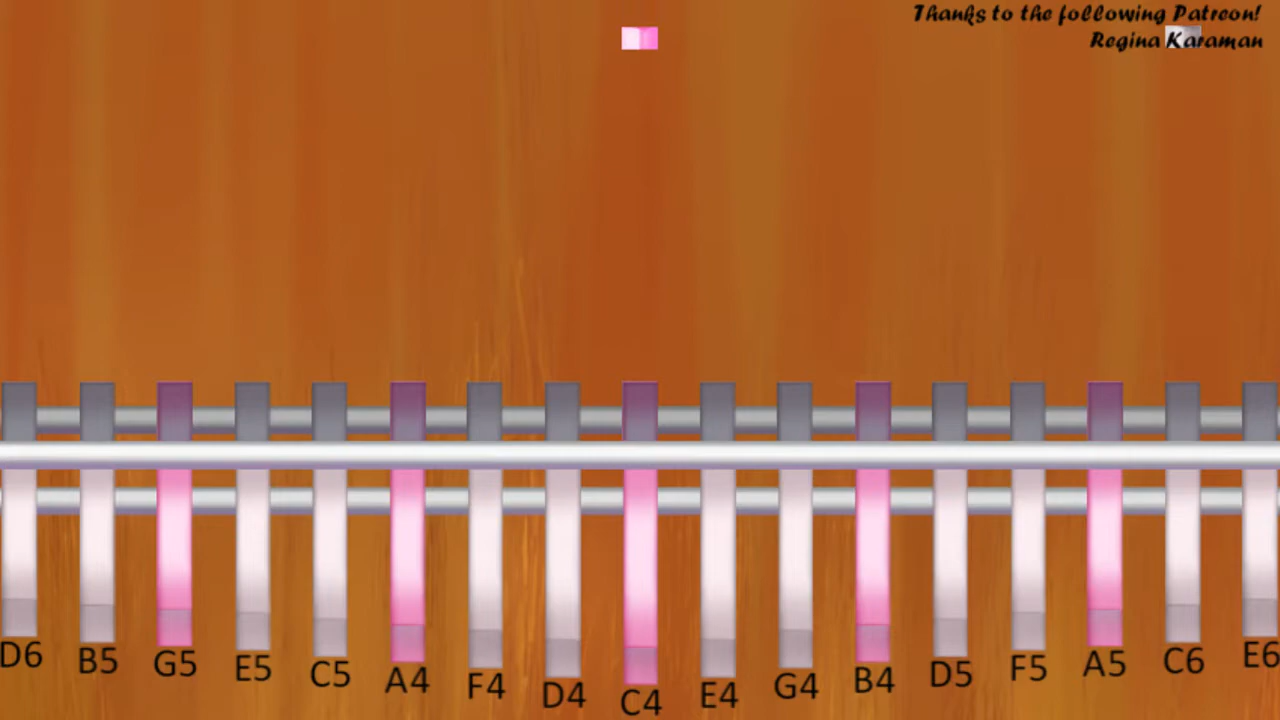 Thanks to the following Patreon!
Regina Karaman
D6 B5 G5 E5 C5 A4 F4 D4 C4 E4 G4 B4 D5 F5 A5 C6 E6